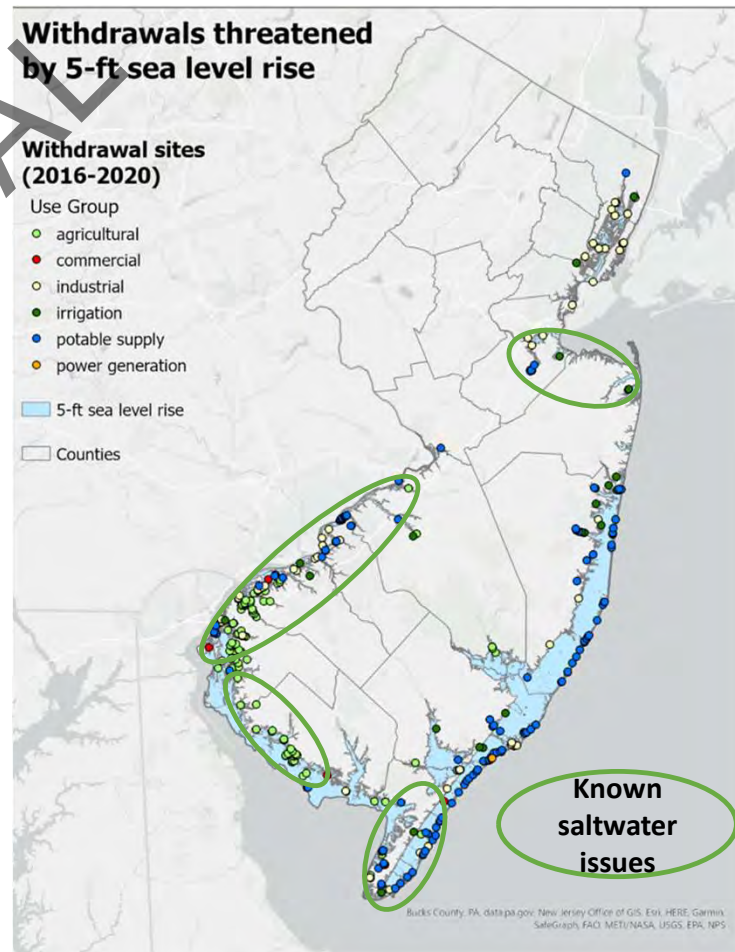 Withdrawals threatened
by 5-ft sea level rise
AL
Withdrawal sites
(2016-2020)
Use Group
agricultural
commercial
industrial
irrigation
potable supply
power generation
5-ft sea level rise
Counties
Known
saltwater
issues
Bucks County, PA, data.pa.gov, New Jersey Office of GIS, Esri, HERE, Garmin,
SafeGraph, FAO, METI/NASA, USGS, EPA, NPS